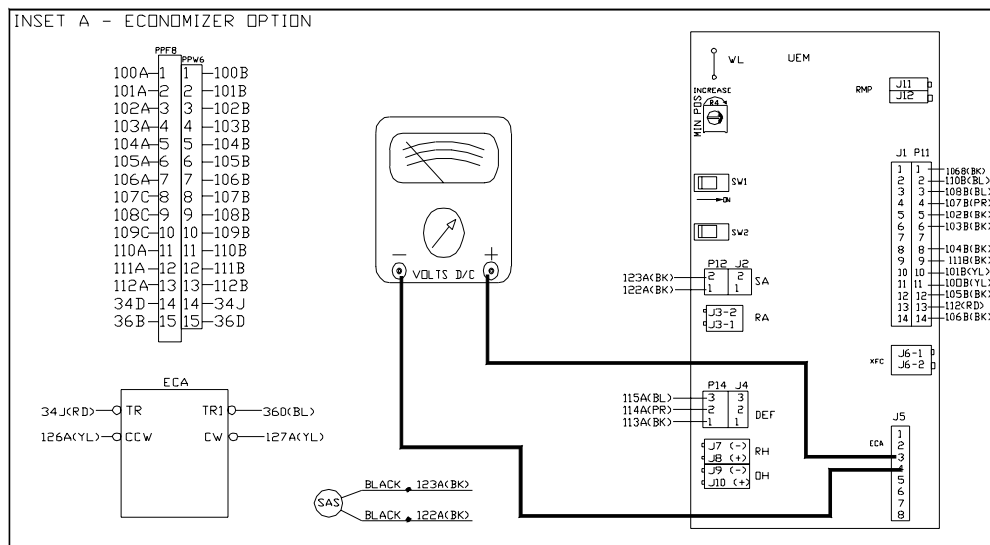 INSET A - ECONOMIZER OPTION
PPF8 PPW6
100A 1 1 100B
101A 2 2 101B
102A 3 3 102B
103A 4 4 103B
104A 5 5 104B
105A 6 6 105B
106A 7 7 106B
107C 8 8 107B
108C 9 9 108B
109C 10 10 109B
110A 11 11 110B
111A 12 12 111B
112A 13 13 112B
34D 14 14 34J
36B 15 15 36D
ECA
34J(RD) TR TR1 36D(BL)
126A(YL) CCW CW 127A(YL)
- +
VOLTS D/C
SAS
BLACK 123A(BK)
BLACK 122A(BK)
WL UEM
INCREASE
R4
MIN POS
SW1
ON
SW2
P12 J2
123A(BK) 2 2
122A(BK) 1 1
SA
J3-2
J3-1
RA
P14 J4
115A(BL) 3 3
114A(PR) 2 2
113A(BK) 1 1
DEF
J7 (-)
J8 (+)
RH
J9 (-)
J10 (+)
OH
RMP
J11
J12
J1 P11
1 1 106B(BK)
2 2 110B(BL)
3 3 108B(BL)
4 4 107B(PR)
5 5 102B(BK)
6 6 103B(BK)
7 7
8 8 104B(BK)
9 9 111B(BK)
10 10 101B(YL)
11 11 100B(YL)
12 12 105B(BK)
13 13 112(RD)
14 14 106B(BK)
XFC
J6-1
J6-2
J5
ECA
1
2
3
4
5
6
7
8